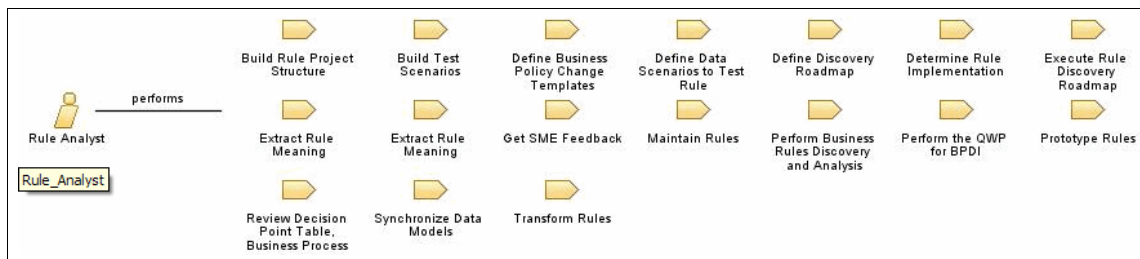 Build Rule Project
Structure
Build Test
Scenarios
Define Business
Policy Change
Templates
Define Data
Scenarios to Test
Rule
Define Discovery
Roadmap
Determine Rule
Implementation
Execute Rule
Discovery
Roadmap
performs
Rule Analyst
Rule_Analyst
Extract Rule
Meaning
Extract Rule
Meaning
Get SME Feedback
Maintain Rules
Perform Business
Rules Discovery
and Analysis
Perform the QWP
for BPDI
Prototype Rules
Review Decision
Point Table,
Business Process
Synchronize Data
Models
Transform Rules